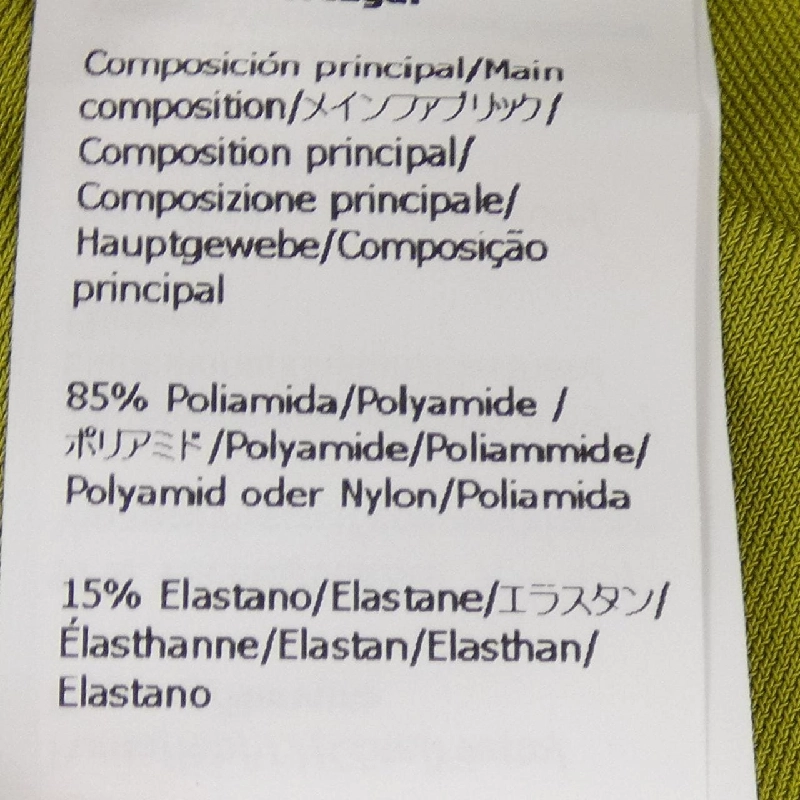 Composición principal/Main
composition/メインファブリック/
Composition principal/
Composizione principale/
Hauptgewebe/Composição
principal
85% Poliamida/Polyamide /
ポリアミド/Polyamide/Poliammide/
Polyamid oder Nylon/Poliamida
15% Elastano/Elastane/エラスタン/
Élasthanne/Elastan/Elasthan/
Elastano